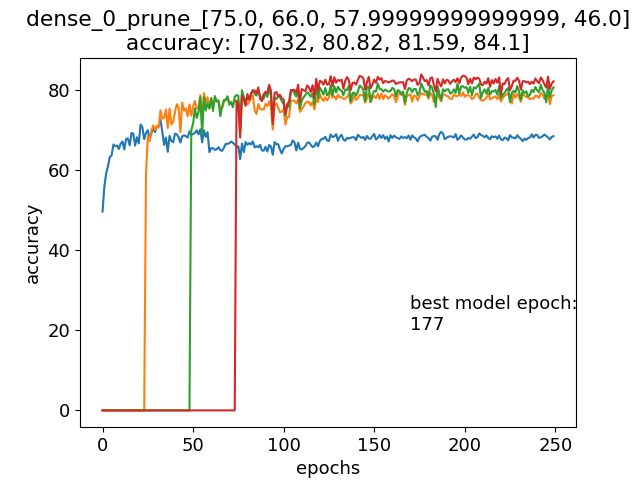 dense_0_prune_[75.0, 66.0, 57.99999999999999, 46.0]
accuracy: [70.32, 80.82, 81.59, 84.1]
80
60
accuracy
40
20
0
best model epoch:
177
0 50 100 150 200 250
epochs